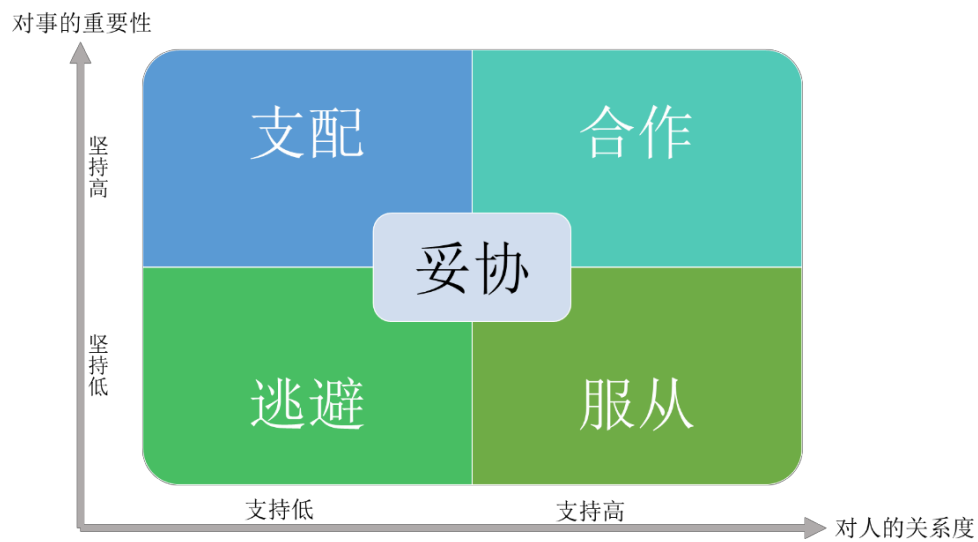 对事的重要性
坚持高
支配
合作
妥协
坚持低
逃避
服从
支持低
支持高
对人的关系度